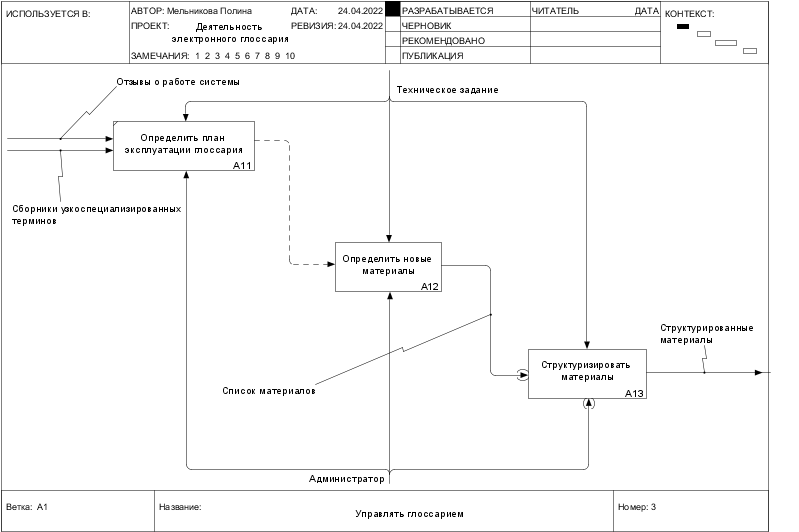 ИСПОЛЬЗУЕТСЯ В:
АВТОР: Мельникова Полина
ДАТА: 24.04.2022
РАЗРАБАТЫВАЕТСЯ
ЧИТАТЕЛЬ
ДАТА
КОНТЕКСТ:
ПРОЕКТ: Деятельность
электронного глоссария
РЕВИЗИЯ: 24.04.2022
ЧЕРНОВИК
РЕКОМЕНДОВАНО
ЗАМЕЧАНИЯ: 1 2 3 4 5 6 7 8 9 10
ПУБЛИКАЦИЯ
Отзывы о работе системы
Техническое задание
Определить план
эксплуатации глоссария
A11
Сборники узкоспециализированных
терминов
Определить новые
материалы
A12
Структурированные
материалы
Структуризировать
материалы
A13
Список материалов
Администратор
Ветка: A1
Название:
Управлять глоссарием
Номер: 3